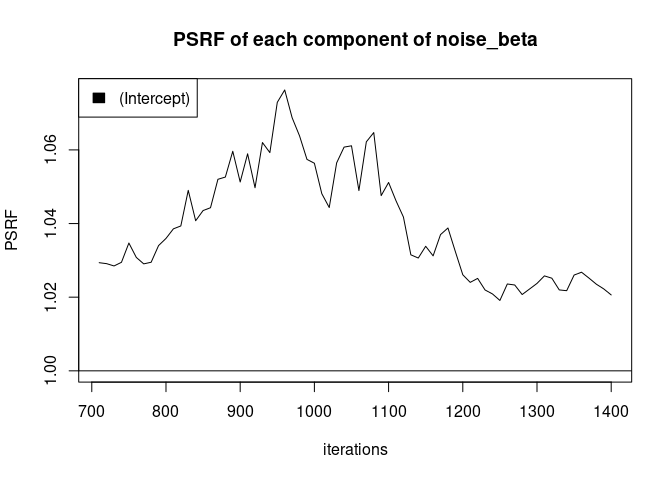 PSRF of each component of noise_beta
(Intercept)
PSRF
1.06
1.04
1.02
1.00
700 800 900 1000 1100 1200 1300 1400
iterations